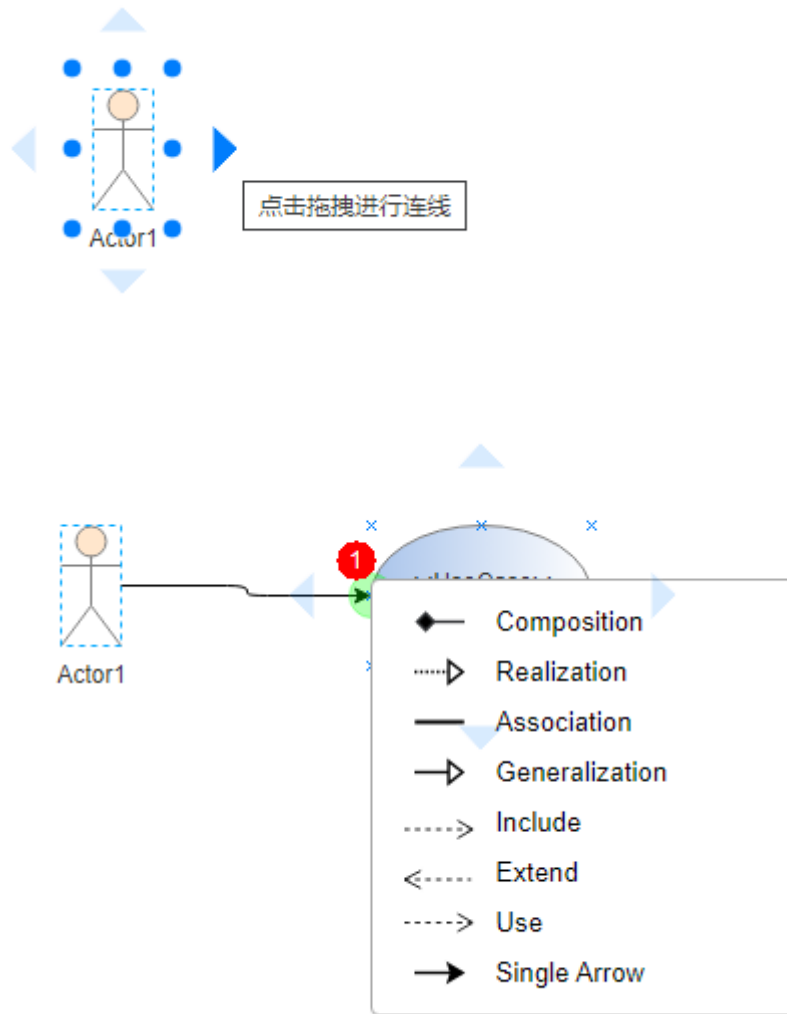 Actor1
点击拖拽进行连线
1
Actor1
Composition
Realization
Association
Generalization
Include
Extend
Use
Single Arrow